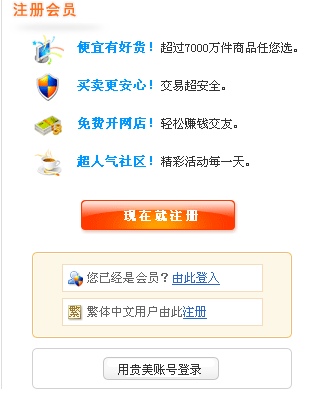 注册会员
便宜有好货！超过7000万件商品任您选。
买卖更安心！交易超安全。
免费开网店！轻松赚钱交友。
超人气社区！精彩活动每一天。
现在就注册
您已经是会员？由此登入
繁 繁体中文用户由此注册
用贵美账号登录